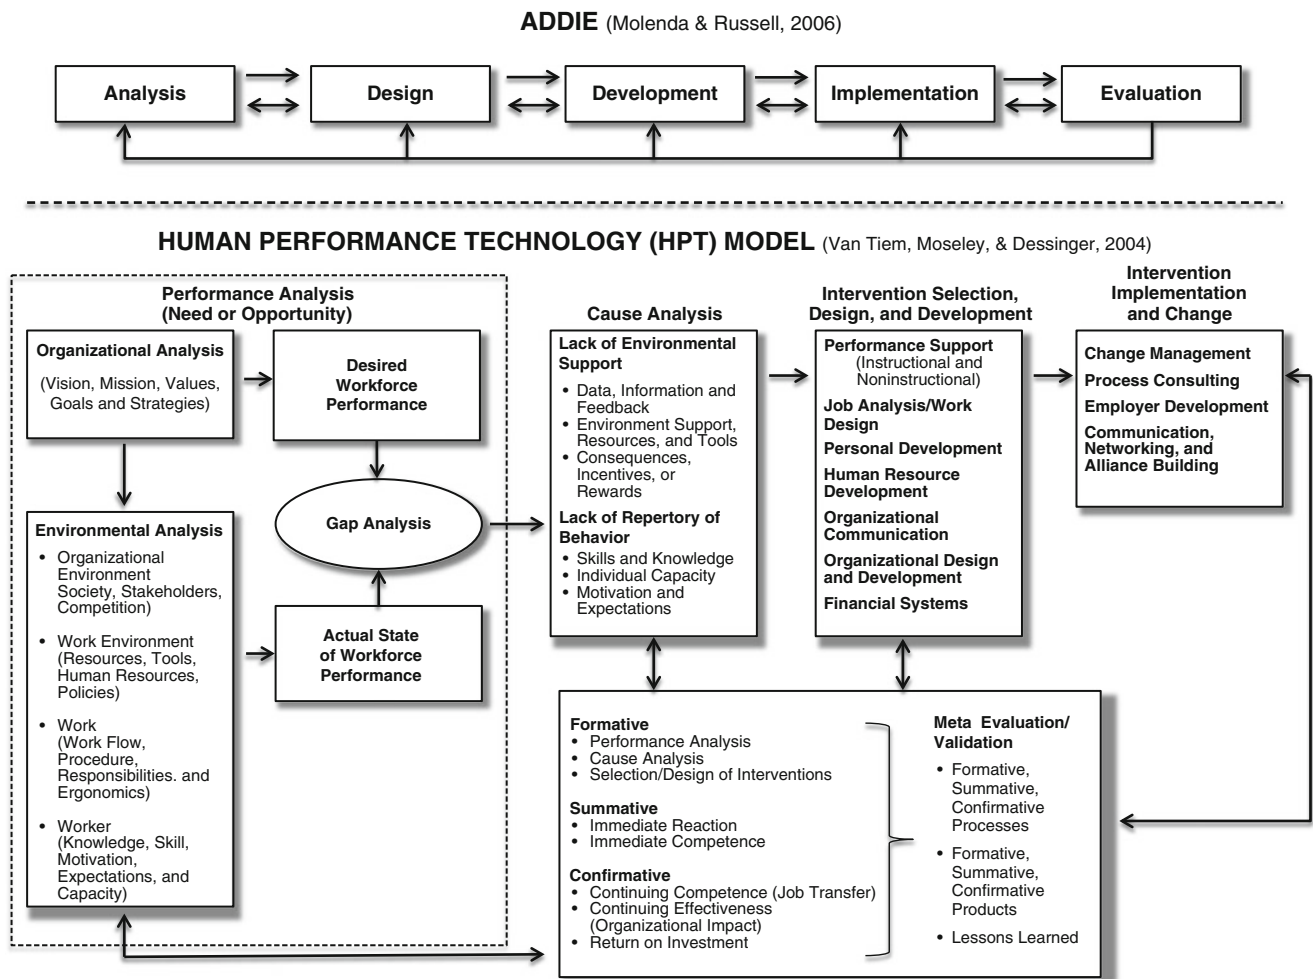 ADDIE (Molenda & Russell, 2006)
Analysis
Design
Development
Implementation
Evaluation
HUMAN PERFORMANCE TECHNOLOGY (HPT) MODEL (Van Tiem, Moseley, & Dessinger, 2004)
Performance Analysis
(Need or Opportunity)
Organizational Analysis
(Vision, Mission, Values,
Goals and Strategies)
Desired
Workforce
Performance
Gap Analysis
Environmental Analysis
• Organizational
Environment
Society, Stakeholders,
Competition)
• Work Environment
(Resources, Tools,
Human Resources,
Policies)
• Work
(Work Flow,
Procedure,
Responsibilities. and
Ergonomics)
• Worker
(Knowledge, Skill,
Motivation,
Expectations, and
Capacity)
Actual State
of Workforce
Performance
Cause Analysis
Lack of Environmental
Support
• Data, Information and
Feedback
• Environment Support,
Resources, and Tools
• Consequences,
Incentives, or
Rewards
Lack of Repertory of
Behavior
• Skills and Knowledge
• Individual Capacity
• Motivation and
Expectations
Intervention Selection,
Design, and Development
Performance Support
(Instructional and
Noninstructional)
Job Analysis/Work
Design
Personal Development
Human Resource
Development
Organizational
Communication
Organizational Design
and Development
Financial Systems
Intervention
Implementation
and Change
Change Management
Process Consulting
Employer Development
Communication,
Networking, and
Alliance Building
Formative
• Performance Analysis
• Cause Analysis
• Selection/Design of Interventions
Summative
• Immediate Reaction
• Immediate Competence
Confirmative
• Continuing Competence (Job Transfer)
• Continuing Effectiveness
(Organizational Impact)
• Return on Investment
Meta Evaluation/
Validation
• Formative,
Summative,
Confirmative
Processes
• Formative,
Summative,
Confirmative
Products
• Lessons Learned